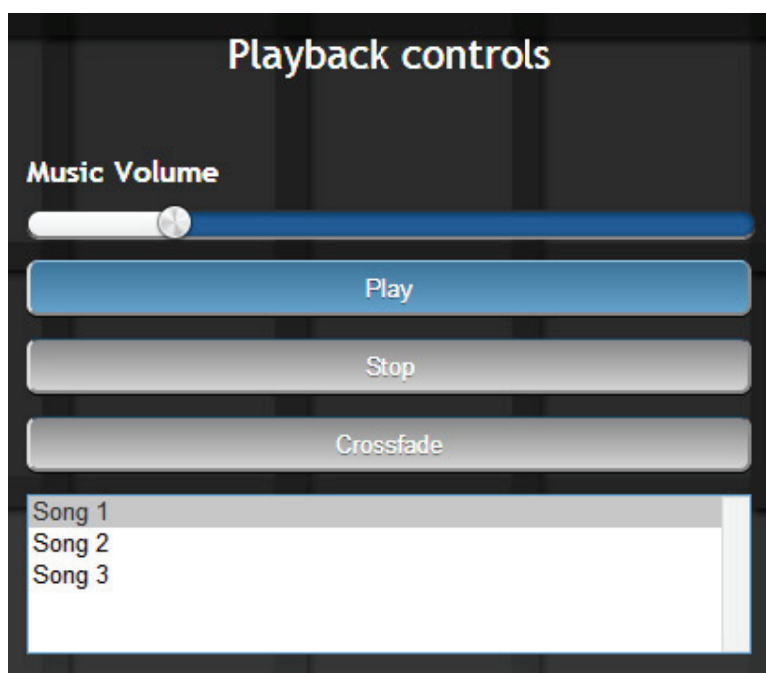 Playback controls
Music Volume
Play
Stop
Crossfade
Song 1
Song 2
Song 3